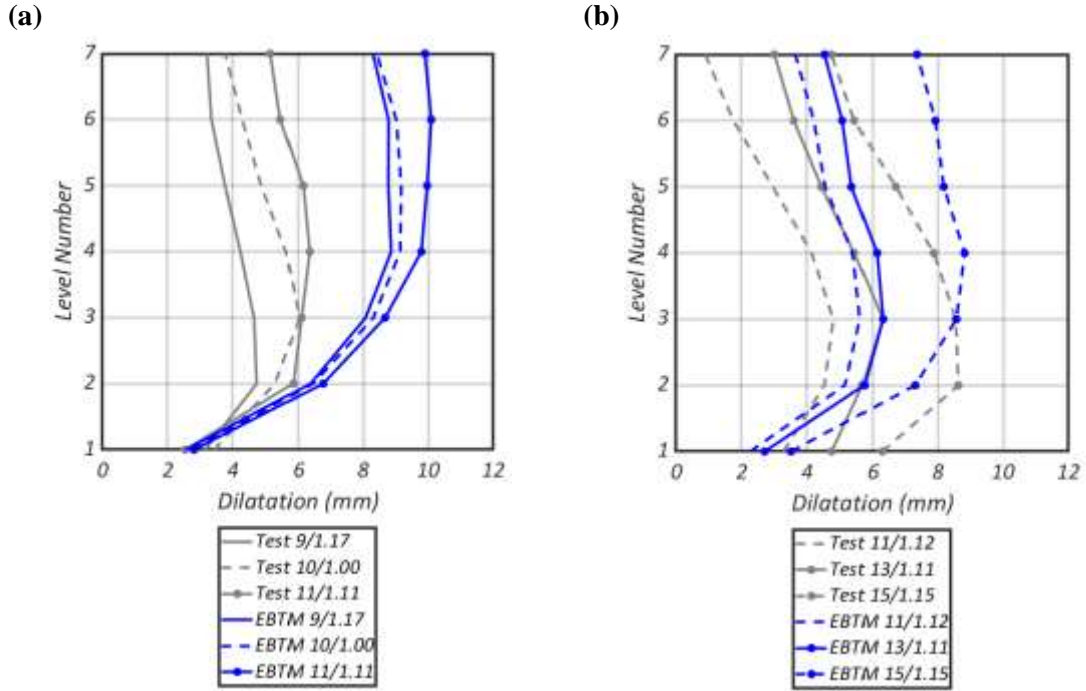 (a)
7
6
5
4
3
2
1
Level Number
0 2 4 6 8 10 12
Dilatation (mm)
Test 9/1.17
Test 10/1.00
Test 11/1.11
EBTM 9/1.17
EBTM 10/1.00
EBTM 11/1.11
(b)
7
6
5
4
3
2
1
Level Number
0 2 4 6 8 10 12
Dilatation (mm)
Test 11/1.12
Test 13/1.11
Test 15/1.15
EBTM 11/1.12
EBTM 13/1.11
EBTM 15/1.15